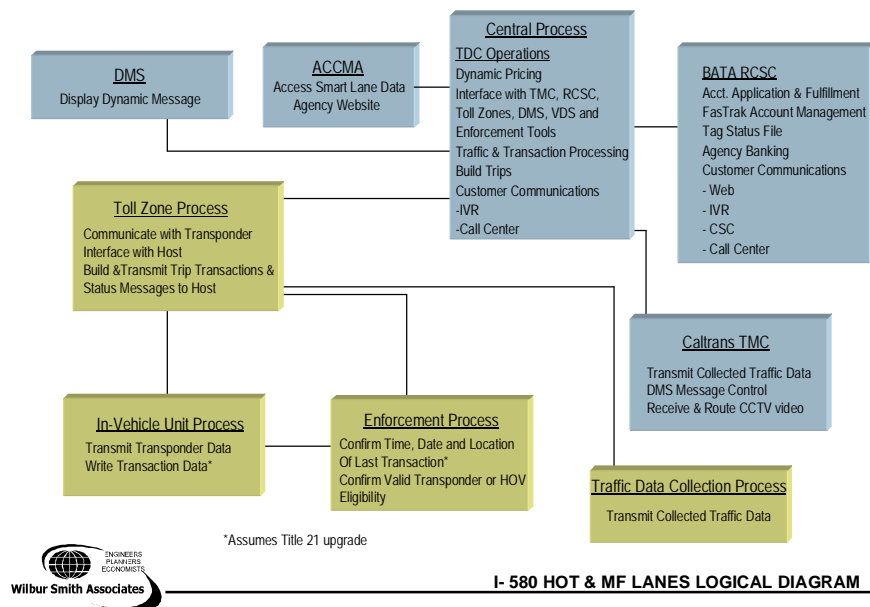 Central Process
TDC Operations
Dynamic Pricing
Interface with TMC, RCSC,
Toll Zones, DMS, VDS and
Enforcement Tools
Traffic & Transaction Processing
Build Trips
Customer Communications
-IVR
-Call Center
DMS
Display Dynamic Message
ACCMA
Access Smart Lane Data
Agency Website
BATA RCSC
Acct. Application & Fulfillment
FasTrak Account Management
Tag Status File
Agency Banking
Customer Communications
- Web
- IVR
- CSC
- Call Center
Toll Zone Process
Communicate with Transponder
Interface with Host
Build &Transmit Trip Transactions &
Status Messages to Host
Caltrans TMC
Transmit Collected Traffic Data
DMS Message Control
Receive & Route CCTV video
In-Vehicle Unit Process
Transmit Transponder Data
Write Transaction Data*
Enforcement Process
Confirm Time, Date and Location
Of Last Transaction*
Confirm Valid Transponder or HOV
Eligibility
Traffic Data Collection Process
Transmit Collected Traffic Data
*Assumes Title 21 upgrade
ENGINEERS
PLANNERS
ECONOMISTS
Wilbur Smith Associates
I- 580 HOT & MF LANES LOGICAL DIAGRAM